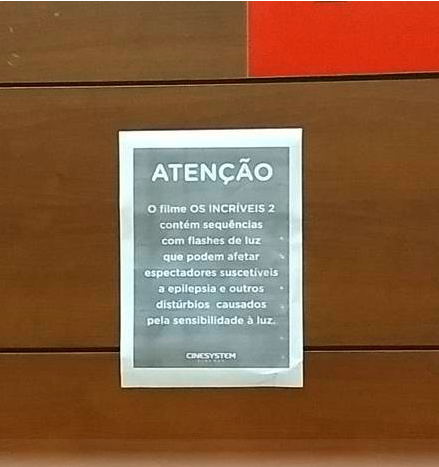 ATENÇÃO
O filme OS INCRÍVEIS 2
contém sequências
com flashes de luz
que podem afetar
espectadores suscetíveis
a epilepsia e outros
distúrbios causados
pela sensibilidade à luz.
CINESYSTEM